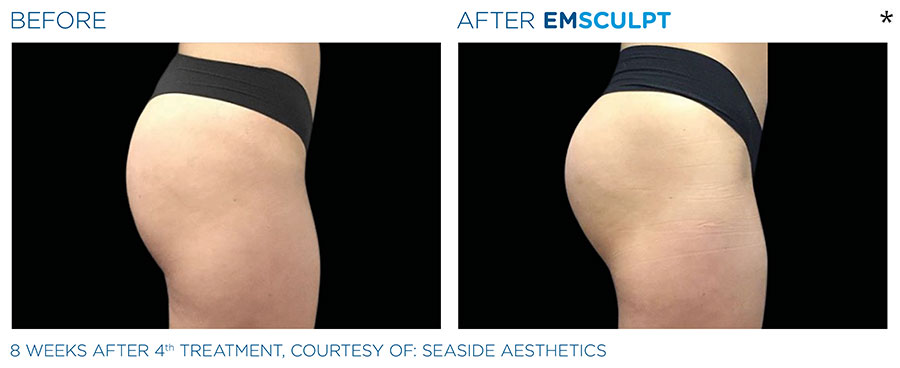 BEFORE
AFTER EMSCULPT *
8 WEEKS AFTER 4th TREATMENT, COURTESY OF: SEASIDE AESTHETICS